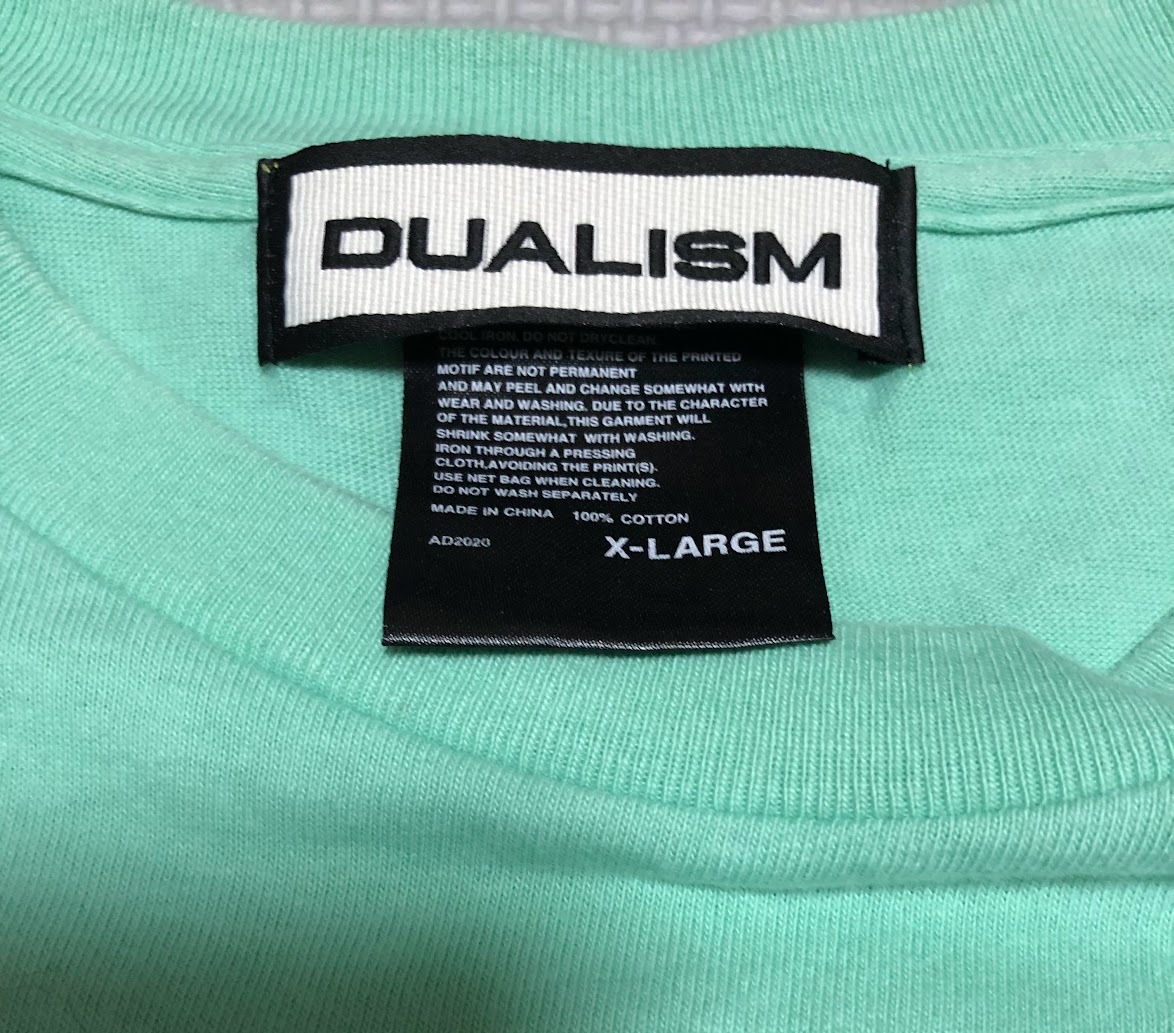 DUALISM
COOL IRON, DO NOT DRYCLEAN.
THE COLOUR AND TEXURE OF THE PRINTED
MOTIF ARE NOT PERMANENT
AND MAY PEEL AND CHANGE SOMEWHAT WITH
WEAR AND WASHING. DUE TO THE CHARACTER
OF THE MATERIAL,THIS GARMENT WILL
SHRINK SOMEWHAT WITH WASHING.
IRON THROUGH A PRESSING
CLOTH,AVOIDING THE PRINT(S).
USE NET BAG WHEN CLEANING.
DO NOT WASH SEPARATELY
MADE IN CHINA 100% COTTON
AD2020 X-LARGE